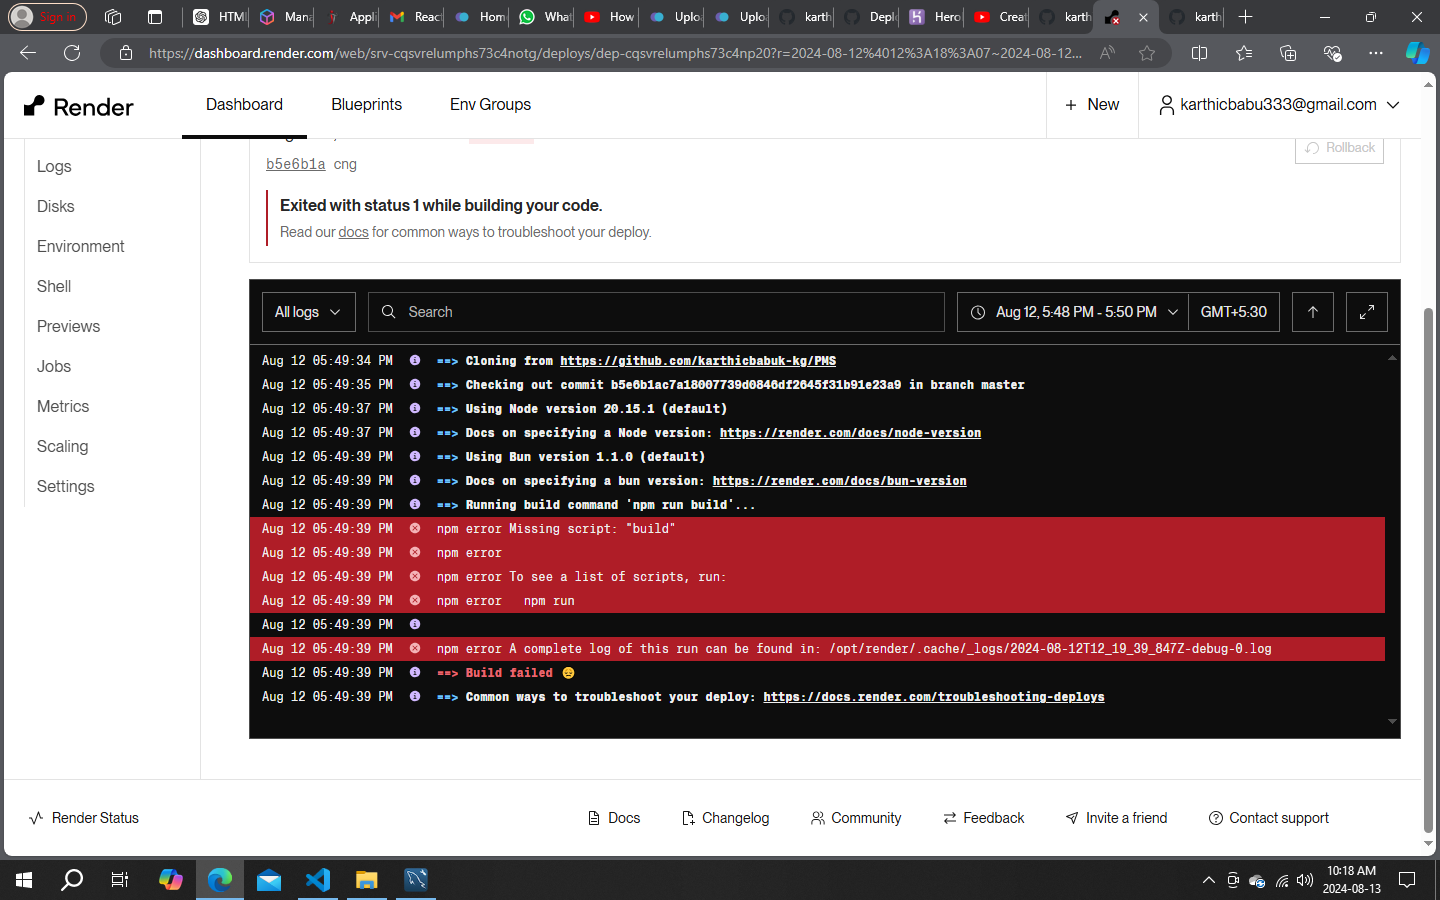 Sign in
HTML
Mana
Appli
React
Home
What
How
Uploa
Uploa
karth
Deplo
Hero
Creat
karth
karth
https://dashboard.render.com/web/srv-cqsvrelumphs73c4notg/deploys/dep-cqsvrelumphs73c4np20?r=2024-08-12%4012%3A18%3A07~2024-08-12...
Render
Dashboard
Blueprints
Env Groups
+ New
karthicbabu333@gmail.com
Logs
Disks
Environment
Shell
Previews
Jobs
Metrics
Scaling
Settings
b5e6b1a cng
Rollback
Exited with status 1 while building your code.
Read our docs for common ways to troubleshoot your deploy.
All logs
Search
Aug 12, 5:48 PM - 5:50 PM
GMT+5:30
Aug 12 05:49:34 PM ==> Cloning from https://github.com/karthicbabuk-kg/PMS
Aug 12 05:49:35 PM ==> Checking out commit b5e6b1ac7a18007739d0846df2645f31b91e23a9 in branch master
Aug 12 05:49:37 PM ==> Using Node version 20.15.1 (default)
Aug 12 05:49:37 PM ==> Docs on specifying a Node version: https://render.com/docs/node-version
Aug 12 05:49:39 PM ==> Using Bun version 1.1.0 (default)
Aug 12 05:49:39 PM ==> Docs on specifying a bun version: https://render.com/docs/bun-version
Aug 12 05:49:39 PM ==> Running build command 'npm run build'...
Aug 12 05:49:39 PM npm error Missing script: "build"
Aug 12 05:49:39 PM npm error
Aug 12 05:49:39 PM npm error To see a list of scripts, run:
Aug 12 05:49:39 PM npm error   npm run
Aug 12 05:49:39 PM
Aug 12 05:49:39 PM npm error A complete log of this run can be found in: /opt/render/.cache/_logs/2024-08-12T12_19_39_847Z-debug-0.log
Aug 12 05:49:39 PM ==> Build failed 😣
Aug 12 05:49:39 PM ==> Common ways to troubleshoot your deploy: https://docs.render.com/troubleshooting-deploys
Render Status
Docs
Changelog
Community
Feedback
Invite a friend
Contact support
10:18 AM
2024-08-13